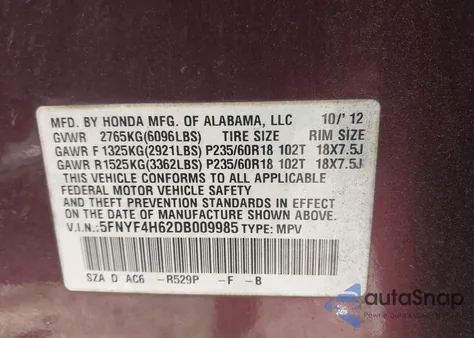 MFD. BY HONDA MFG. OF ALABAMA, LLC 10/'12
GVWR 2765KG(6096LBS) TIRE SIZE RIM SIZE
GAWR F 1325KG(2921LBS) P235/60R18 102T 18X7.5J
GAWR R 1525KG(3362LBS) P235/60R18 102T 18X7.5J
THIS VEHICLE CONFORMS TO ALL APPLICABLE
FEDERAL MOTOR VEHICLE SAFETY
AND THEFT PREVENTION STANDARDS IN EFFECT
ON THE DATE OF MANUFACTURE SHOWN ABOVE.
V.I.N.: 5FNYF4H62DB009985 TYPE: MPV
SZA D AC6 -R529P -F -B
autoSnap